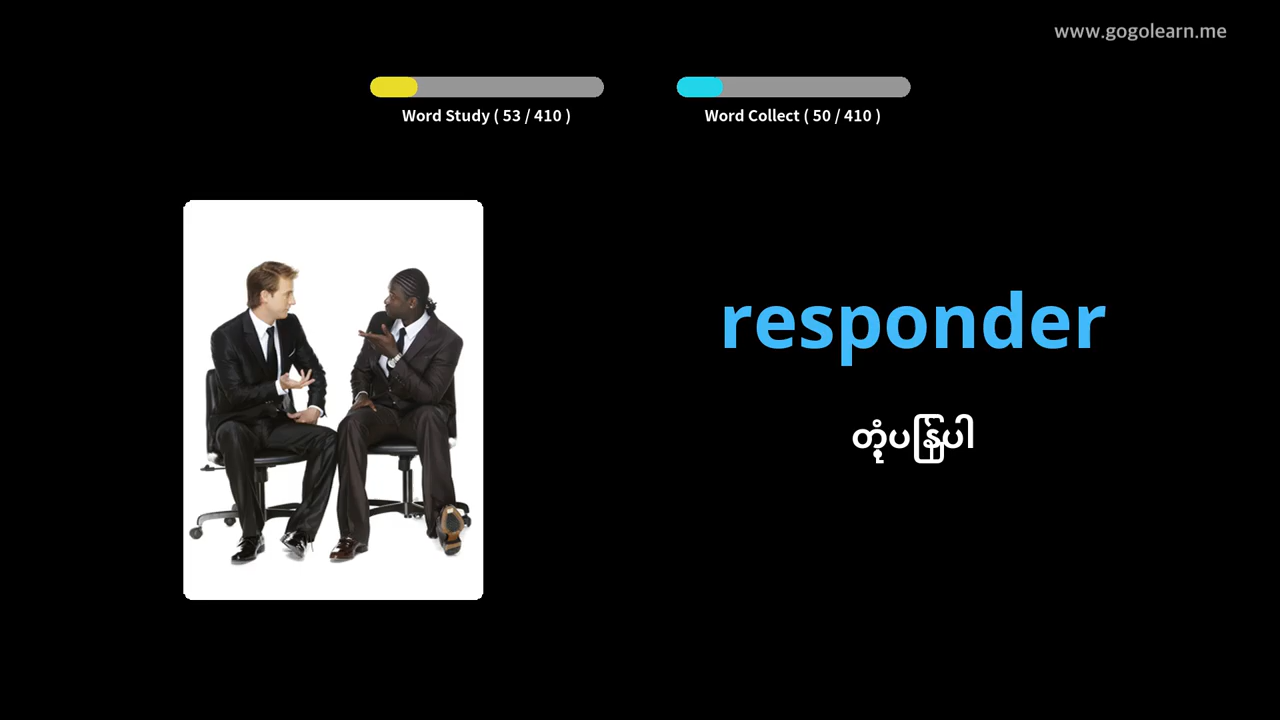 www.gogolearn.me
Word Study ( 53 / 410 )
Word Collect ( 50 / 410 )
responder
တုံ့ပြန်ပါ